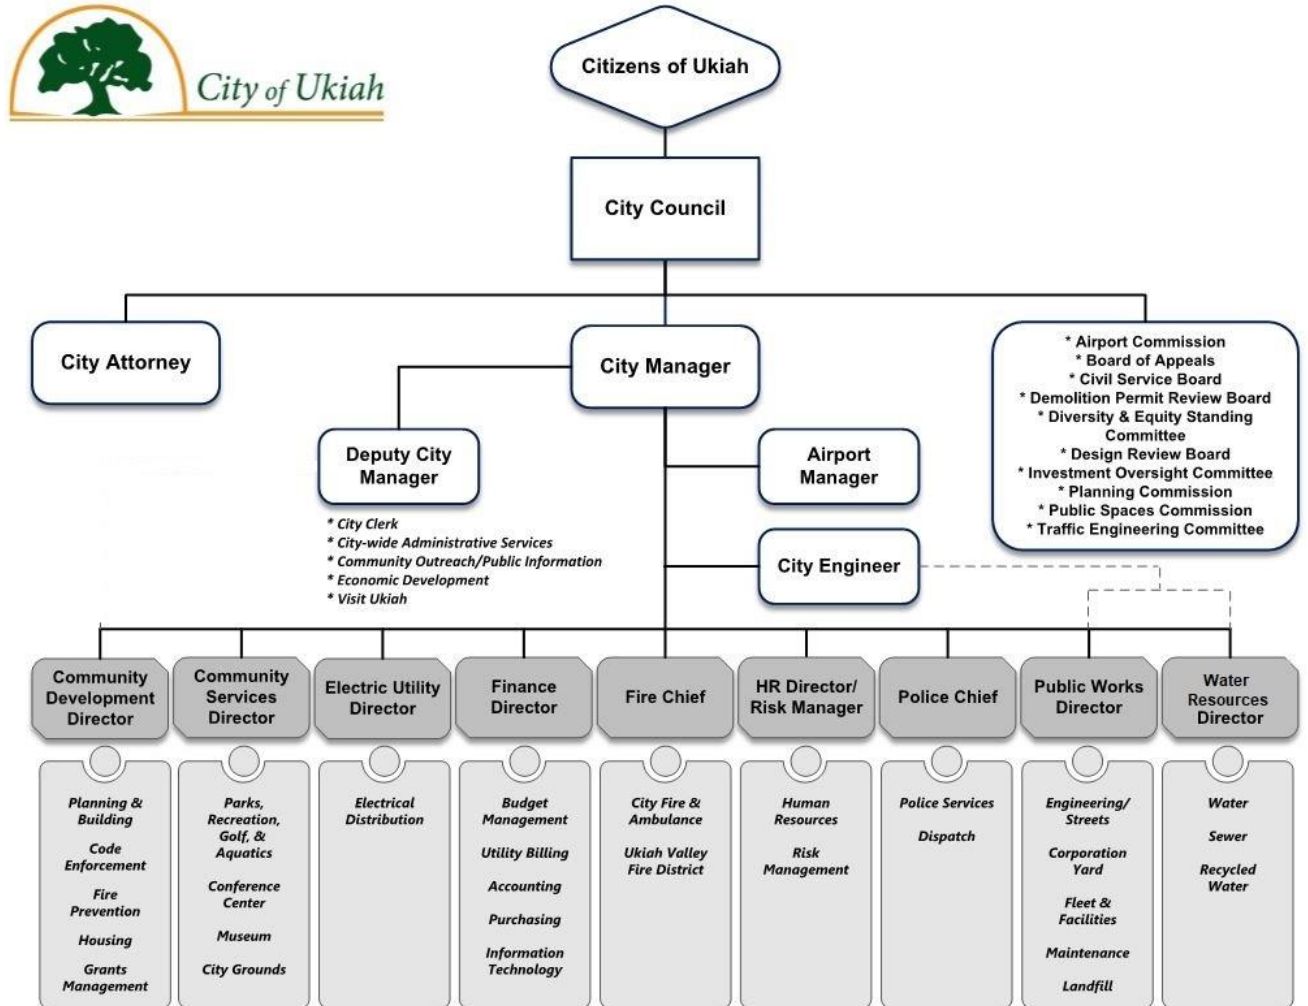 City of Ukiah
Citizens of Ukiah
City Council
City Attorney
City Manager
* Airport Commission
* Board of Appeals
* Civil Service Board
* Demolition Permit Review Board
* Diversity & Equity Standing
Committee
* Design Review Board
* Investment Oversight Committee
* Planning Commission
* Public Spaces Commission
* Traffic Engineering Committee
Deputy City
Manager
* City Clerk
* City-wide Administrative Services
* Community Outreach/Public Information
* Economic Development
* Visit Ukiah
Airport
Manager
City Engineer
Community
Development
Director
Community
Services
Director
Electric Utility
Director
Finance
Director
Fire Chief
HR Director/
Risk Manager
Police Chief
Public Works
Director
Water
Resources
Director
Planning &
Building
Code
Enforcement
Fire
Prevention
Housing
Grants
Management
Parks,
Recreation,
Golf, &
Aquatics
Conference
Center
Museum
City Grounds
Electrical
Distribution
Budget
Management
Utility Billing
Accounting
Purchasing
Information
Technology
City Fire &
Ambulance
Ukiah Valley
Fire District
Human
Resources
Risk
Management
Police Services
Dispatch
Engineering/
Streets
Corporation
Yard
Fleet &
Facilities
Maintenance
Landfill
Water
Sewer
Recycled
Water